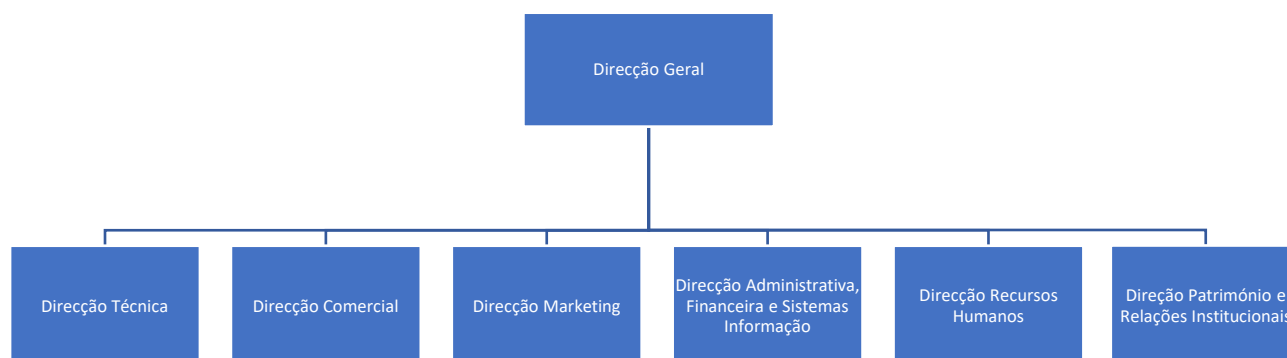 Direcção Geral
Direcção Técnica
Direcção Comercial
Direcção Marketing
Direcção Administrativa,
Financeira e Sistemas
Informação
Direcção Recursos
Humanos
Direção Património e
Relações Institucionais